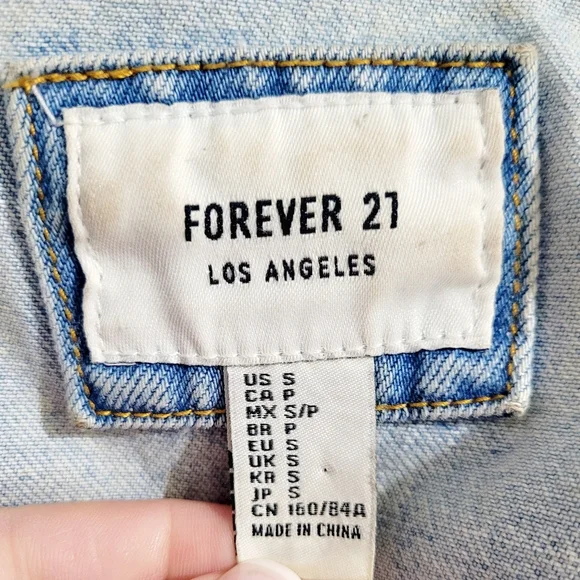 FOREVER 21
LOS ANGELES
US S
CA P
MX S/P
BR P
EU S
UK S
KR S
JP S
CN 160/84A
MADE IN CHINA